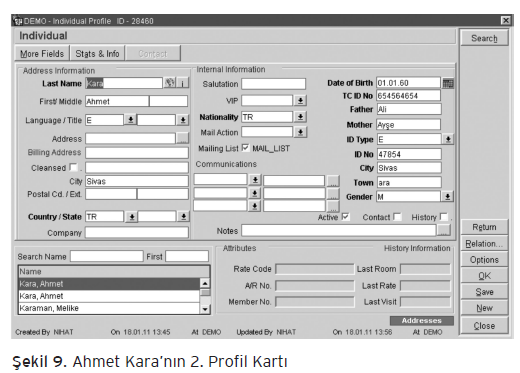 DEMO - Individual Profile ID - 28460
Individual
Search
More Fields Stats & Info Contact
Address Information
Last Name Kara
First/ Middle Ahmet
Language / Title E
Address
Billing Address
Cleansed
City Sivas
Postal Cd. / Ext.
Country / State TR
Company
Internal Information
Salutation
VIP
Nationality TR
Mail Action
Mailing List MAIL_LIST
Communications
Date of Birth 01.01.60
TC ID No 654564654
Father Ali
Mother Ayşe
ID Type E
ID No 47854
City Sivas
Town ara
Gender M
Active Contact History
Notes
Search Name First
Name
Kara, Ahmet
Kara, Ahmet
Karaman, Melike
Attributes
Rate Code
A/R No.
Member No.
History Information
Last Room
Last Rate
Last Visit
Addresses
Return
Relation...
Options
OK
Save
New
Close
Created By NIHAT On 18.01.11 13:45 At DEMO Updated By NIHAT On 18.01.11 13:56 At DEMO
Şekil 9. Ahmet Kara'nın 2. Profil Kartı